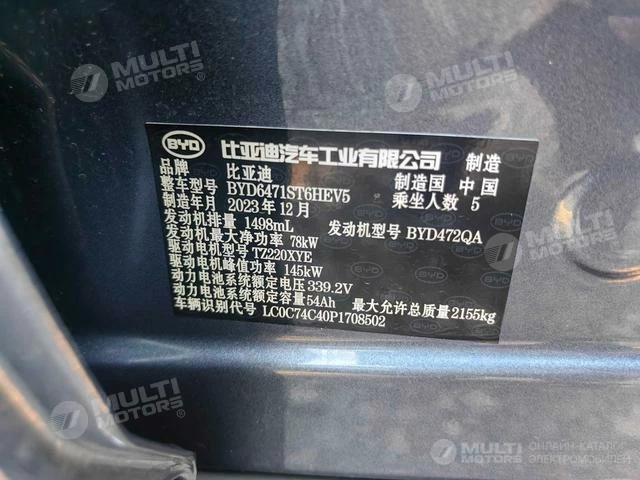 MULTI
MOTORS
MULTI
MOTORS
BYD 比亚迪汽车工业有限公司 制造
品牌 比亚迪 制造国 中国
整车型号 BYD6471ST6HEV5 乘坐人数 5
制造年月 2023年12月
发动机排量 1498mL 发动机型号 BYD472QA
发动机最大净功率 78kW
驱动电机型号 TZ220XYE
驱动电机峰值功率 145kW
动力电池系统额定电压 339.2V
动力电池系统额定容量 54Ah 最大允许总质量 2155kg
车辆识别代号 LC0C74C40P1708502
MULTI
MOTORS
MULTI
MOTORS
ОНЛАЙН-КАТАЛОГ
ЭЛЕКТРОМОБИЛЕЙ